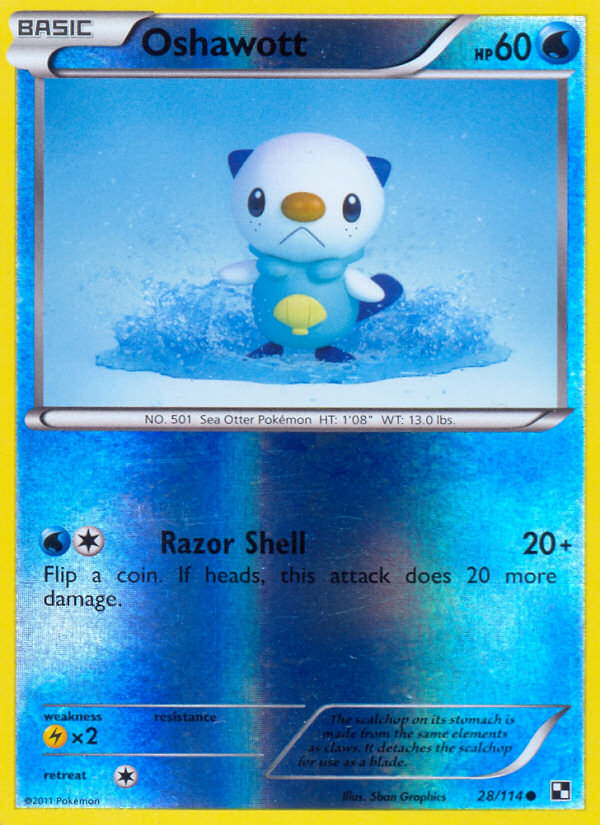 BASIC
Oshawott
HP60
NO. 501 Sea Otter Pokémon HT: 1'08" WT: 13.0 lbs.
Razor Shell 20+
Flip a coin. If heads, this attack does 20 more
damage.
weakness
×2
resistance
retreat
The scalchop on its stomach is
made from the same elements
as claws. It detaches the scalchop
for use as a blade.
©2011 Pokémon
Illus. 5ban Graphics
28/114